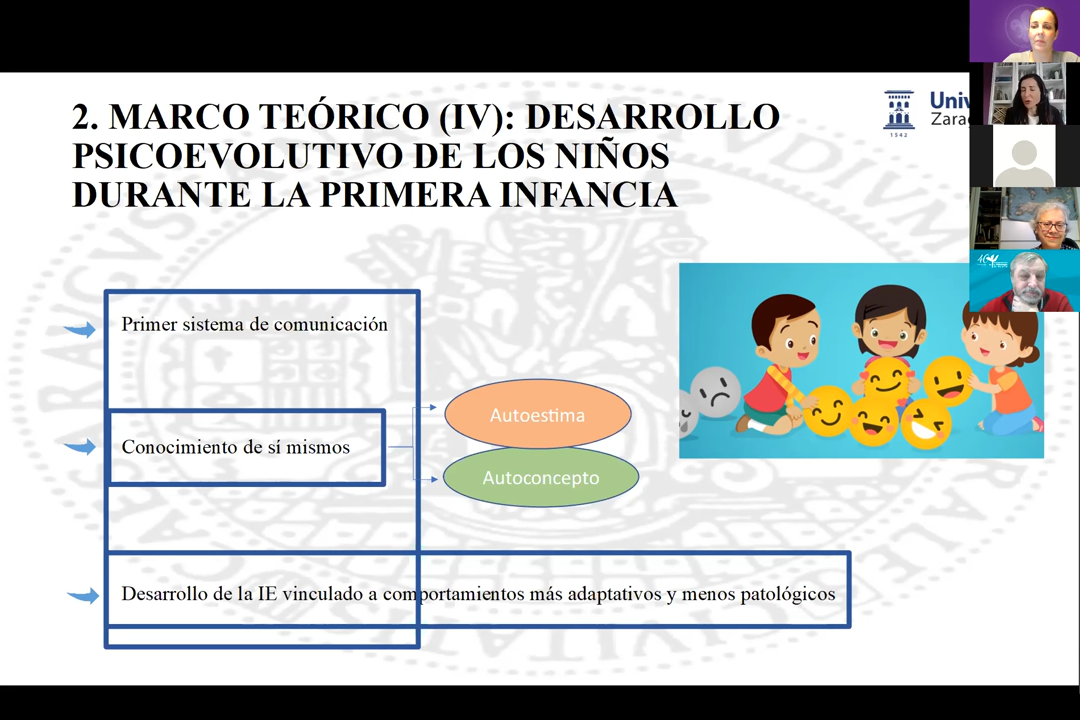 2. MARCO TEÓRICO (IV): DESARROLLO
PSICOEVOLUTIVO DE LOS NIÑOS
DURANTE LA PRIMERA INFANCIA
Univ
Zarag
1542
Primer sistema de comunicación
Conocimiento de sí mismos
Autoestima
Autoconcepto
Desarrollo de la IE vinculado a comportamientos más adaptativos y menos patológicos